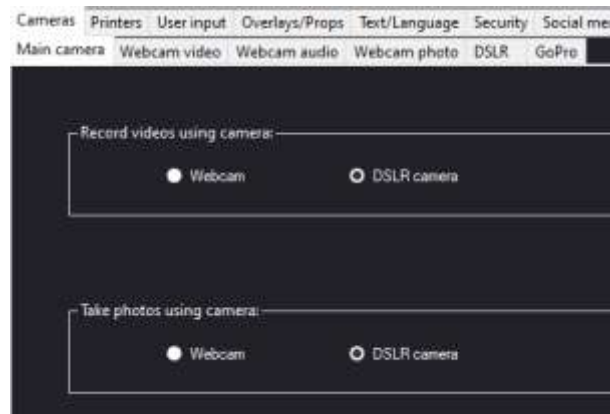 Cameras Printers User input Overlays/Props Text/Language Security Social me
Main camera Webcam video Webcam audio Webcam photo DSLR GoPro
Record videos using camera:
Webcam DSLR camera
Take photos using camera:
Webcam DSLR camera